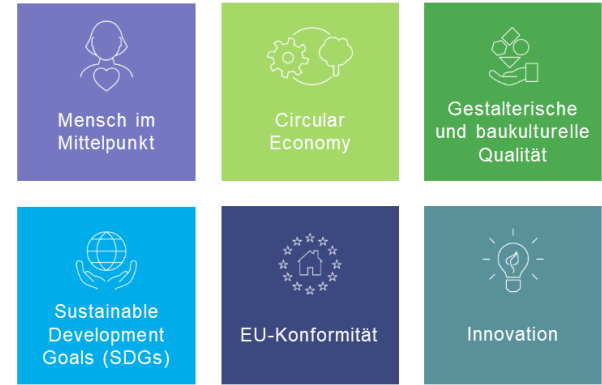 Mensch im
Mittelpunkt
Circular
Economy
Gestalterische
und baukulturelle
Qualität
Sustainable
Development
Goals (SDGs)
EU-Konformität
Innovation